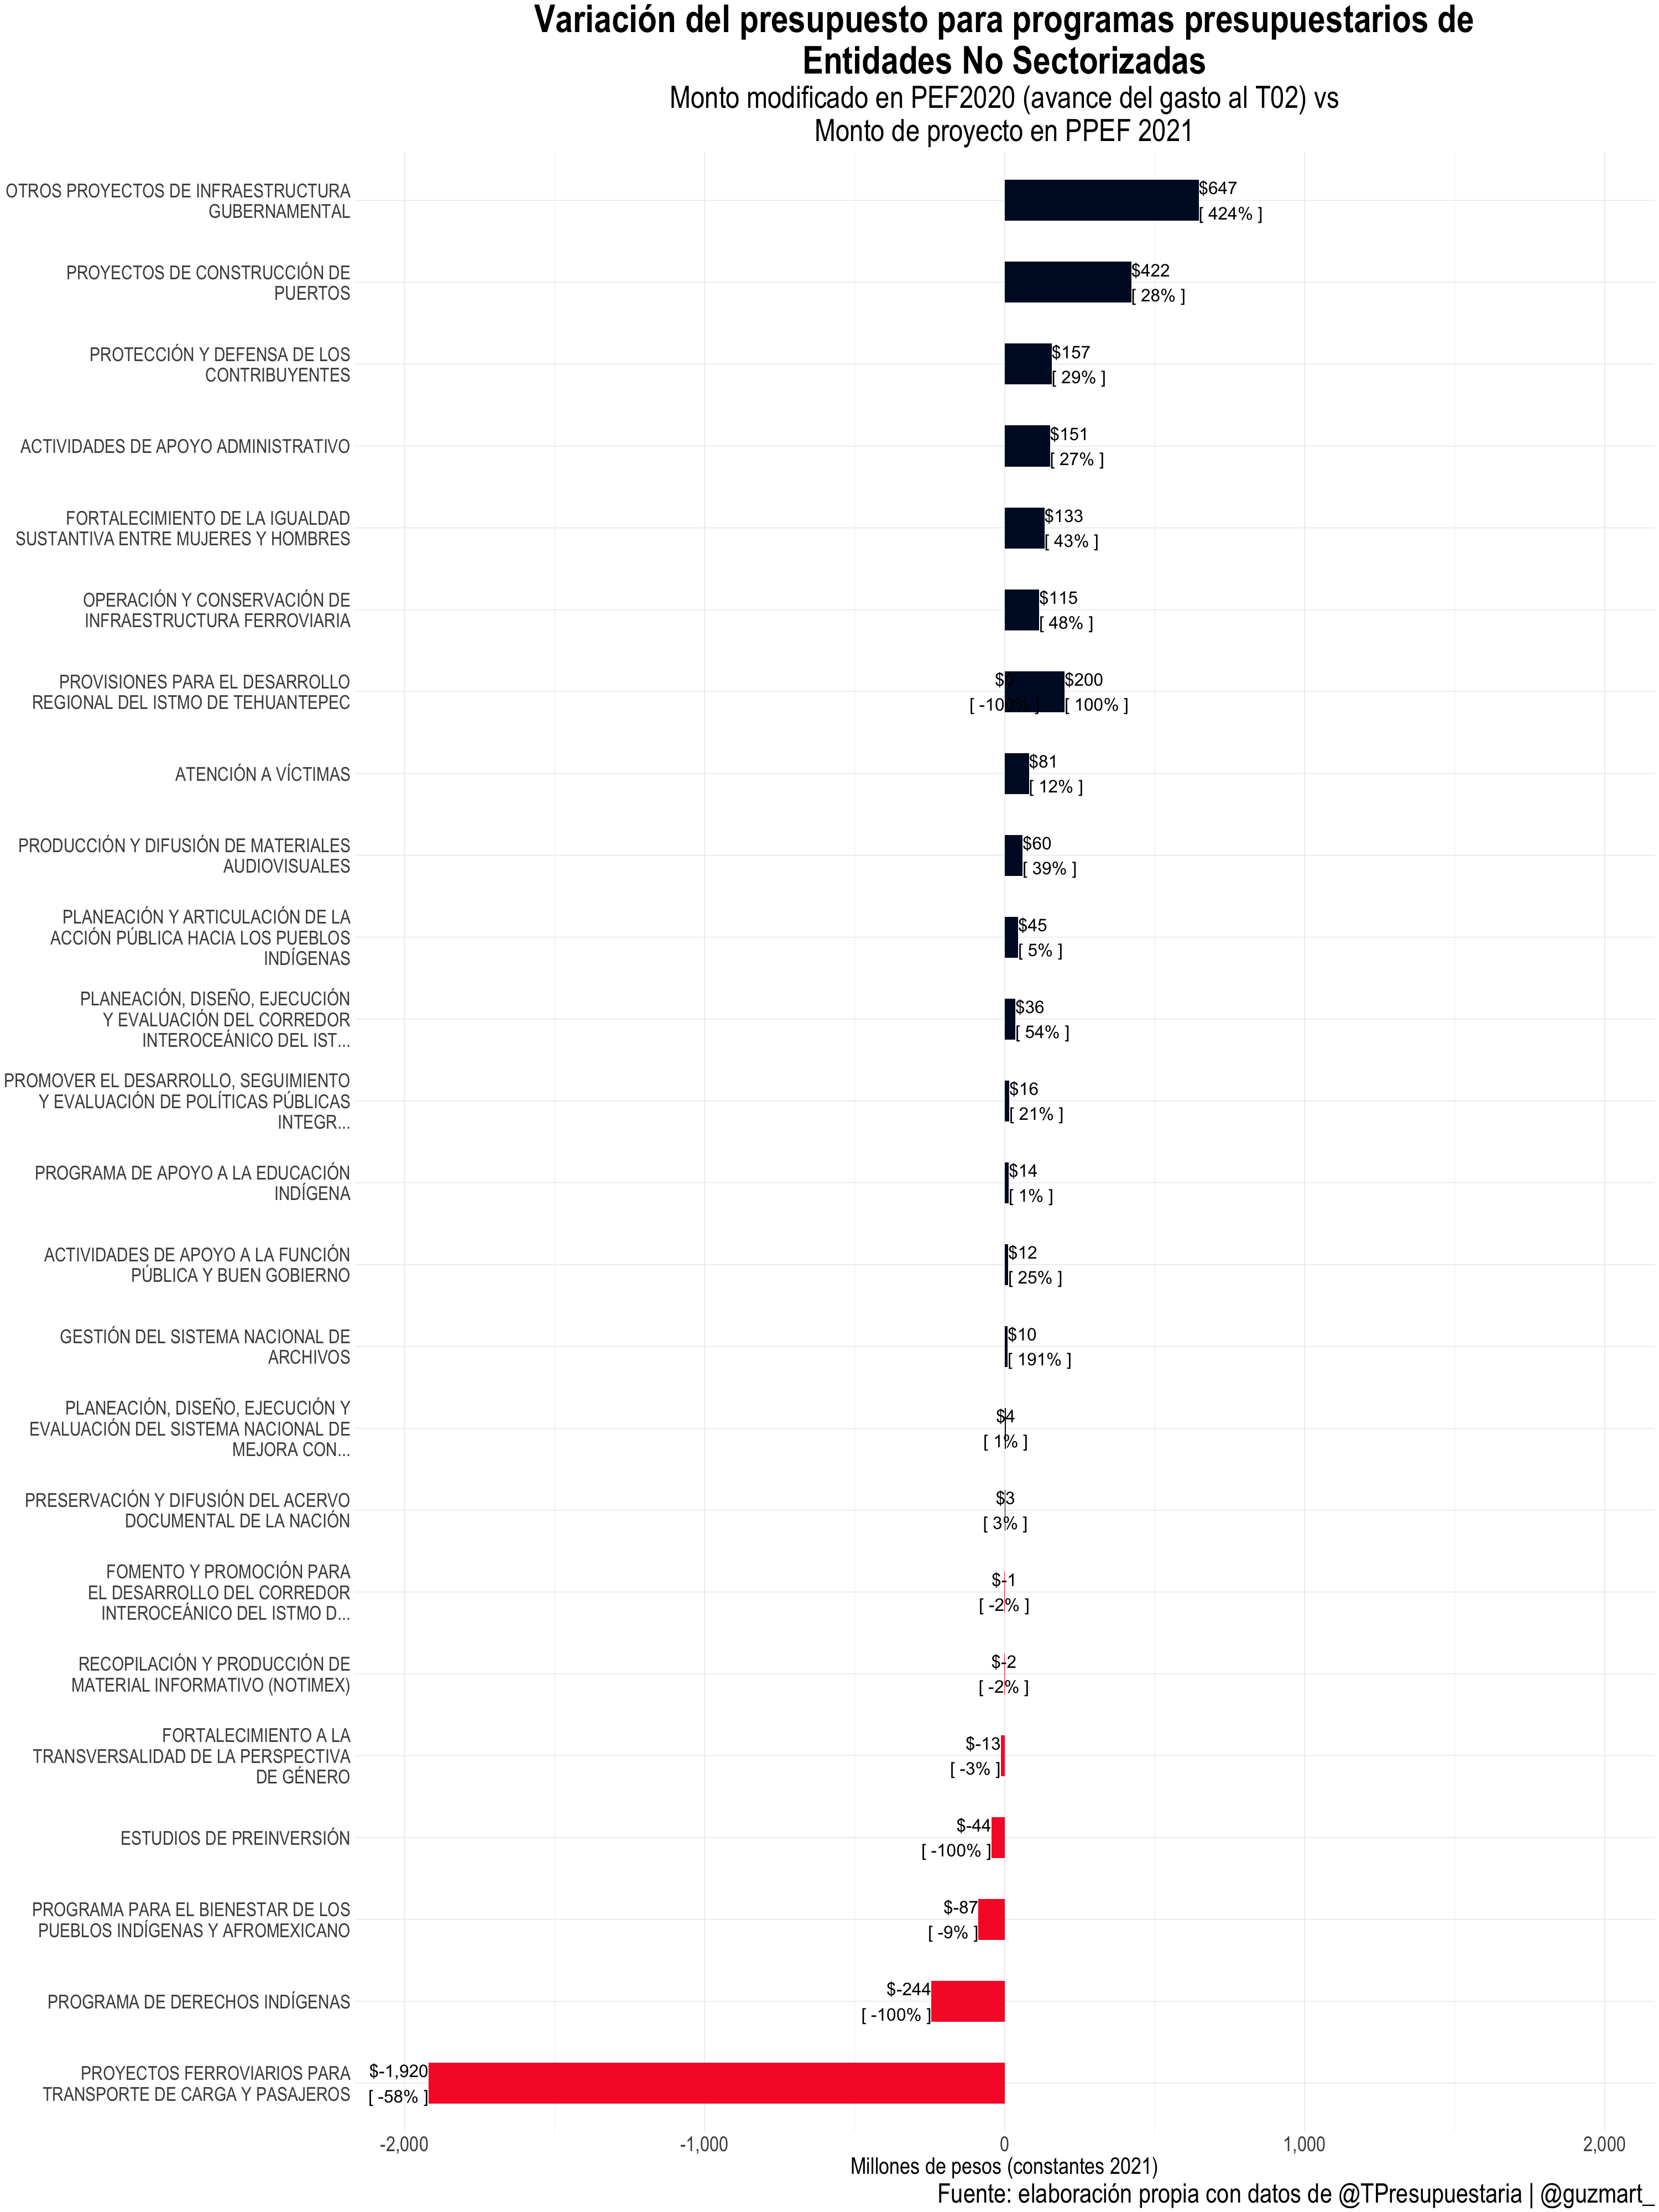 Variación del presupuesto para programas presupuestarios de
Entidades No Sectorizadas
Monto modificado en PEF2020 (avance del gasto al T02) vs
Monto de proyecto en PPEF 2021
OTROS PROYECTOS DE INFRAESTRUCTURA
GUBERNAMENTAL
$647
[ 424% ]
PROYECTOS DE CONSTRUCCIÓN DE
PUERTOS
$422
[ 28% ]
PROTECCIÓN Y DEFENSA DE LOS
CONTRIBUYENTES
$157
[ 29% ]
ACTIVIDADES DE APOYO ADMINISTRATIVO
$151
[ 27% ]
FORTALECIMIENTO DE LA IGUALDAD
SUSTANTIVA ENTRE MUJERES Y HOMBRES
$133
[ 43% ]
OPERACIÓN Y CONSERVACIÓN DE
INFRAESTRUCTURA FERROVIARIA
$115
[ 48% ]
PROVISIONES PARA EL DESARROLLO
REGIONAL DEL ISTMO DE TEHUANTEPEC
$0
[ -100% ]
$200
[ 100% ]
ATENCIÓN A VÍCTIMAS
$81
[ 12% ]
PRODUCCIÓN Y DIFUSIÓN DE MATERIALES
AUDIOVISUALES
$60
[ 39% ]
PLANEACIÓN Y ARTICULACIÓN DE LA
ACCIÓN PÚBLICA HACIA LOS PUEBLOS
INDÍGENAS
$45
[ 5% ]
PLANEACIÓN, DISEÑO, EJECUCIÓN
Y EVALUACIÓN DEL CORREDOR
INTEROCEÁNICO DEL IST...
$36
[ 54% ]
PROMOVER EL DESARROLLO, SEGUIMIENTO
Y EVALUACIÓN DE POLÍTICAS PÚBLICAS
INTEGR...
$16
[ 21% ]
PROGRAMA DE APOYO A LA EDUCACIÓN
INDÍGENA
$14
[ 1% ]
ACTIVIDADES DE APOYO A LA FUNCIÓN
PÚBLICA Y BUEN GOBIERNO
$12
[ 25% ]
GESTIÓN DEL SISTEMA NACIONAL DE
ARCHIVOS
$10
[ 191% ]
PLANEACIÓN, DISEÑO, EJECUCIÓN Y
EVALUACIÓN DEL SISTEMA NACIONAL DE
MEJORA CON...
$4
[ 1% ]
PRESERVACIÓN Y DIFUSIÓN DEL ACERVO
DOCUMENTAL DE LA NACIÓN
$3
[ 3% ]
FOMENTO Y PROMOCIÓN PARA
EL DESARROLLO DEL CORREDOR
INTEROCEÁNICO DEL ISTMO D...
$-1
[ -2% ]
RECOPILACIÓN Y PRODUCCIÓN DE
MATERIAL INFORMATIVO (NOTIMEX)
$-2
[ -2% ]
FORTALECIMIENTO A LA
TRANSVERSALIDAD DE LA PERSPECTIVA
DE GÉNERO
$-13
[ -3% ]
ESTUDIOS DE PREINVERSIÓN
$-44
[ -100% ]
PROGRAMA PARA EL BIENESTAR DE LOS
PUEBLOS INDÍGENAS Y AFROMEXICANO
$-87
[ -9% ]
PROGRAMA DE DERECHOS INDÍGENAS
$-244
[ -100% ]
PROYECTOS FERROVIARIOS PARA
TRANSPORTE DE CARGA Y PASAJEROS
$-1,920
[ -58% ]
-2,000 -1,000 0 1,000 2,000
Millones de pesos (constantes 2021)
Fuente: elaboración propia con datos de @TPresupuestaria | @guzmart_